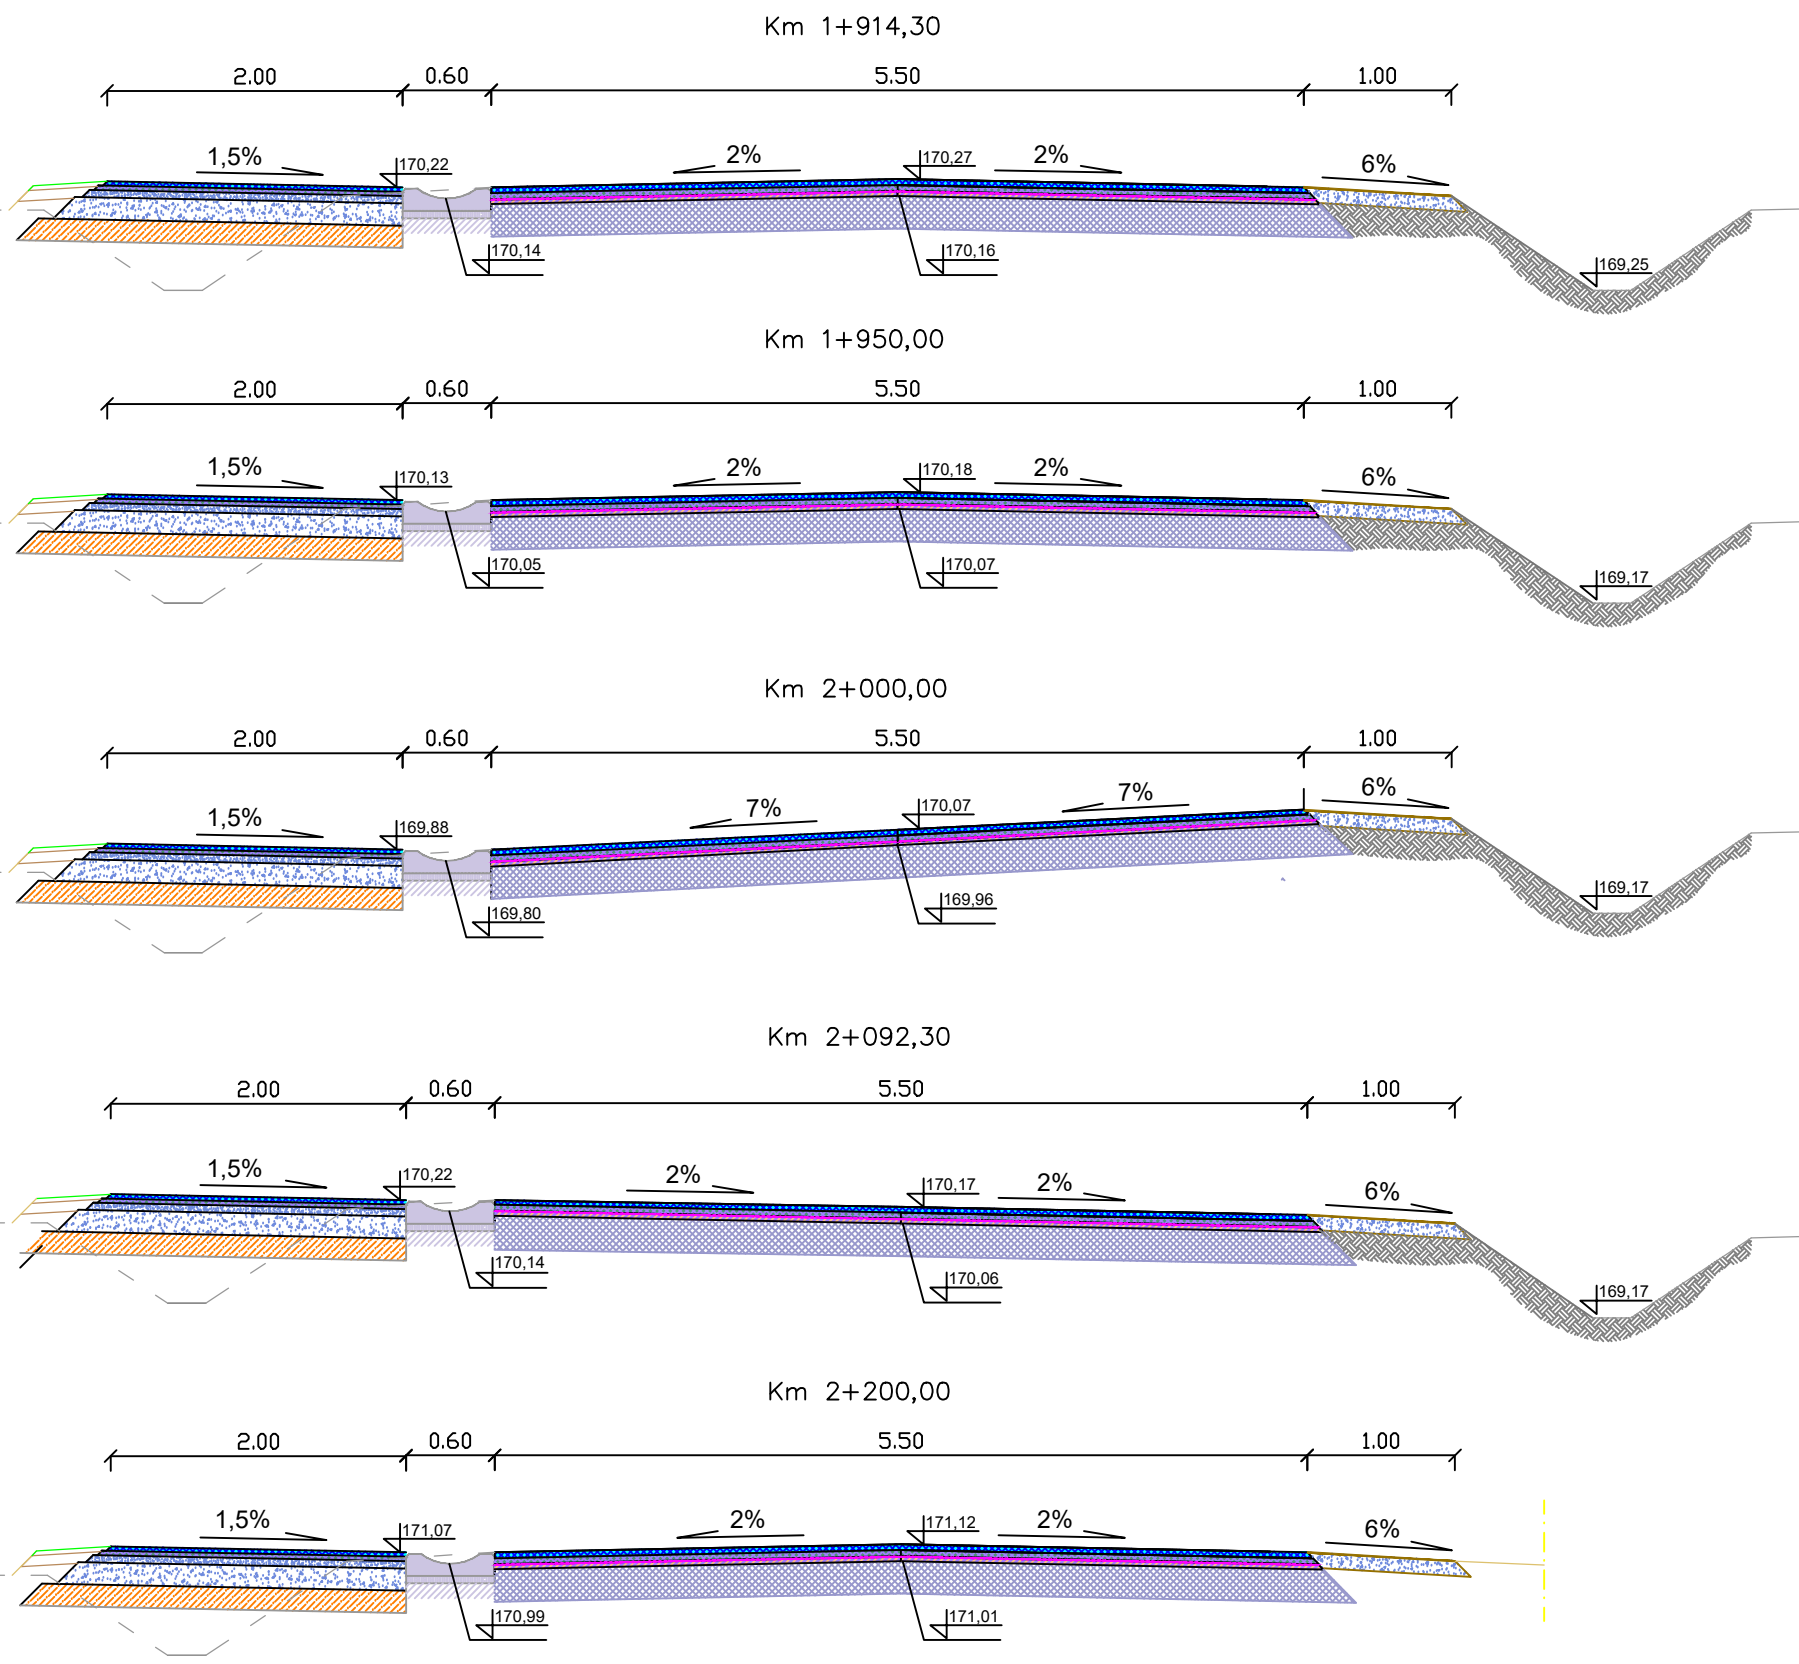 Km 1+914,30
2.00 0.60 5.50 1.00
1,5% 170,22 2% 170,27 2% 6%
170,14 170,16 169,25
Km 1+950,00
2.00 0.60 5.50 1.00
1,5% 170,13 2% 170,18 2% 6%
170,05 170,07 169,17
Km 2+000,00
2.00 0.60 5.50 1.00
1,5% 169,88 7% 170,07 7% 6%
169,80 169,96 169,17
Km 2+092,30
2.00 0.60 5.50 1.00
1,5% 170,22 2% 170,17 2% 6%
170,14 170,06 169,17
Km 2+200,00
2.00 0.60 5.50 1.00
1,5% 171,07 2% 171,12 2% 6%
170,99 171,01